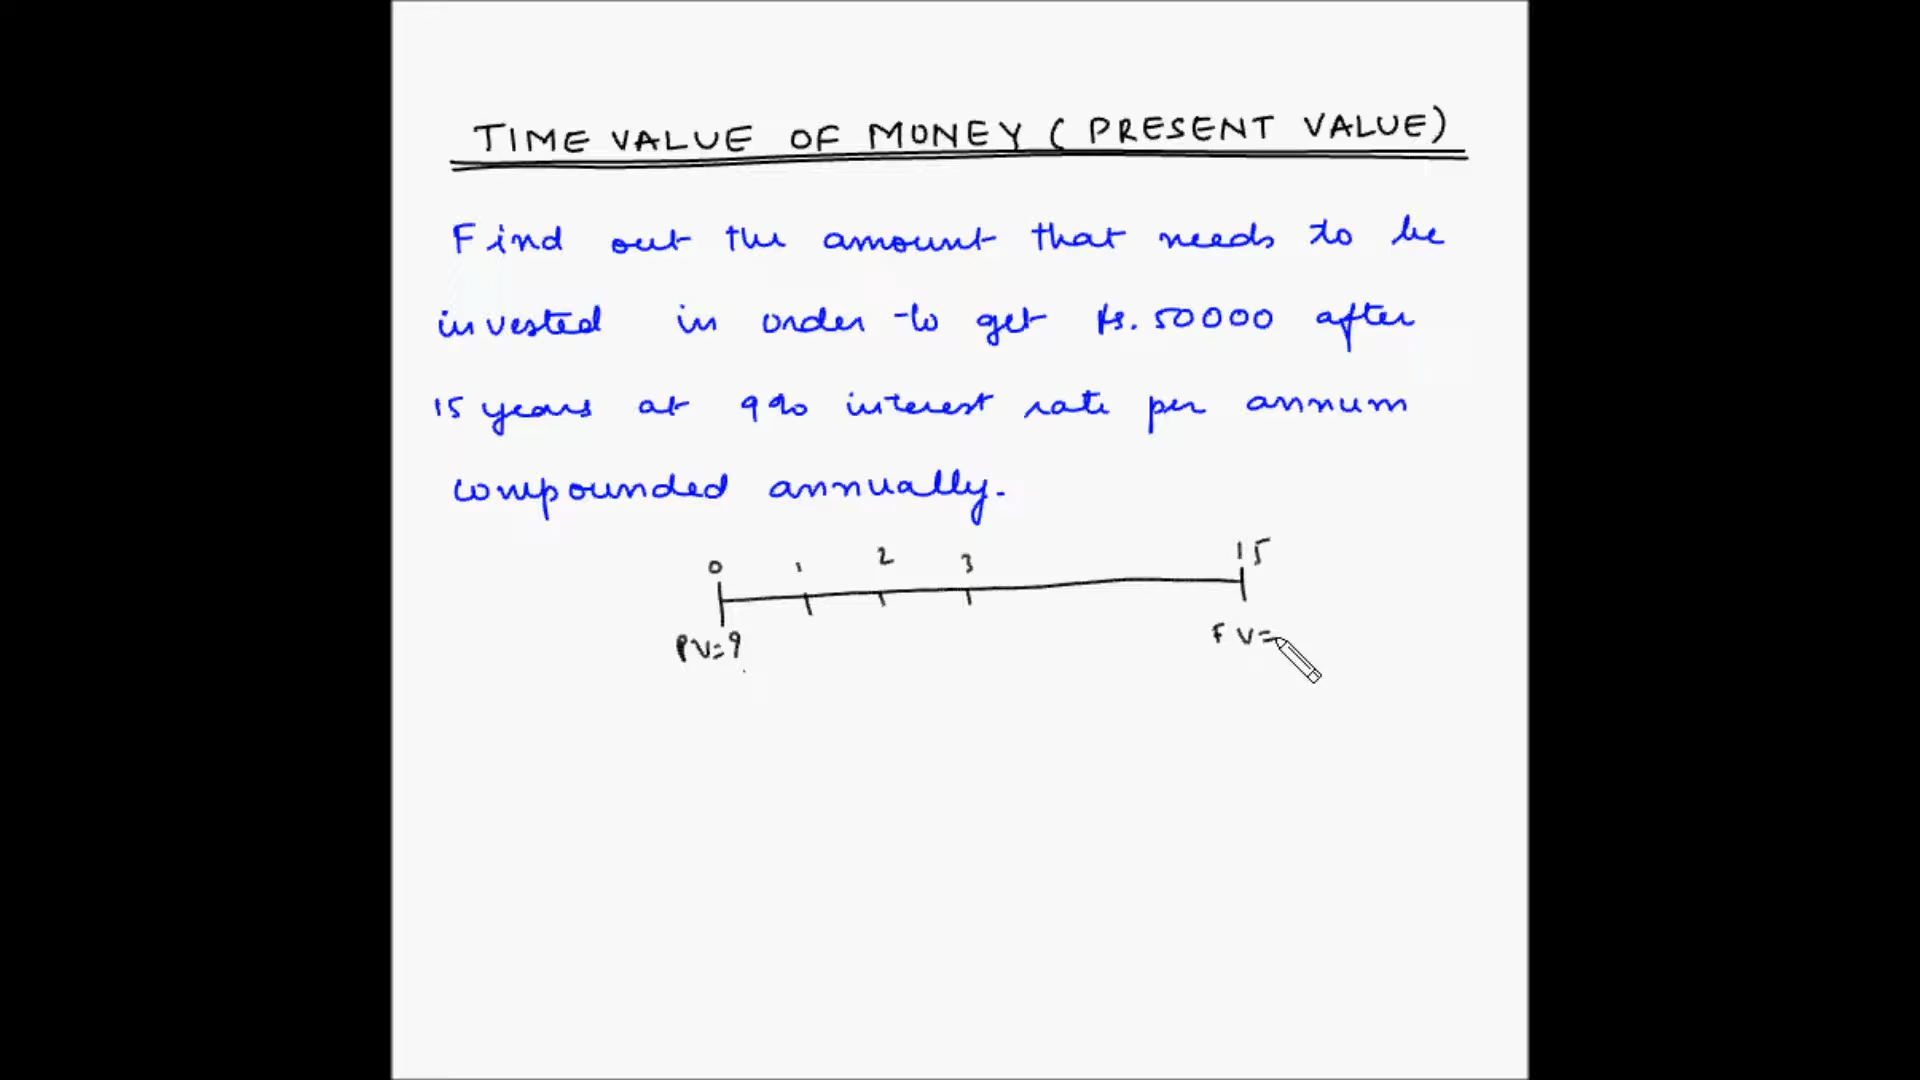 TIME VALUE OF MONEY ( PRESENT VALUE)
Find out the amount that needs to be
invested in order to get Rs. 50000 after
15 years at 9% interest rate per annum
compounded annually.
0 1 2 3 15
PV=? FV=